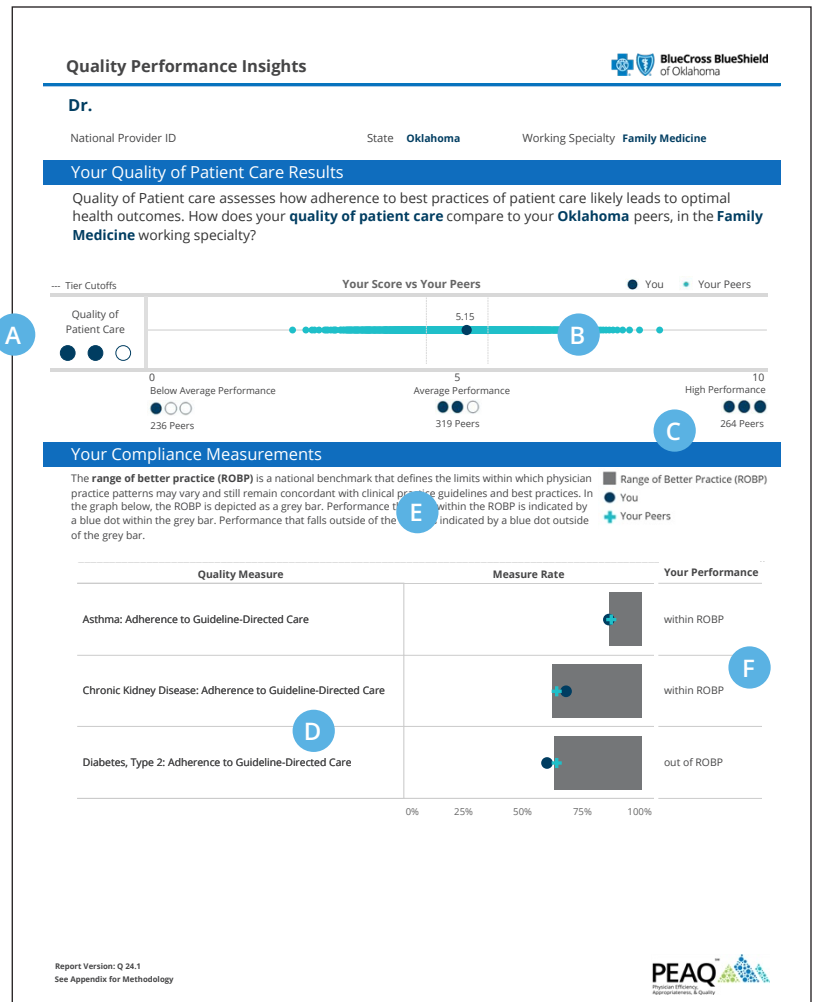 Quality Performance Insights
BlueCross BlueShield
of Oklahoma
Dr.
National Provider ID State Oklahoma Working Specialty Family Medicine
Your Quality of Patient Care Results
Quality of Patient care assesses how adherence to best practices of patient care likely leads to optimal
health outcomes. How does your quality of patient care compare to your Oklahoma peers, in the Family
Medicine working specialty?
--- Tier Cutoffs Your Score vs Your Peers You Your Peers
A
Quality of
Patient Care
5.15
B
0 5 10
Below Average Performance Average Performance High Performance
236 Peers 319 Peers 264 Peers
C
Your Compliance Measurements
The range of better practice (ROBP) is a national benchmark that defines the limits within which physician
practice patterns may vary and still remain concordant with clinical practice guidelines and best practices. In
the graph below, the ROBP is depicted as a grey bar. Performance within the ROBP is indicated by
a blue dot within the grey bar. Performance that falls outside of the indicated by a blue dot outside
of the grey bar.
E
Range of Better Practice (ROBP)
You
Your Peers
Quality Measure Measure Rate Your Performance
Asthma: Adherence to Guideline-Directed Care within ROBP
F
Chronic Kidney Disease: Adherence to Guideline-Directed Care within ROBP
D
Diabetes, Type 2: Adherence to Guideline-Directed Care out of ROBP
0% 25% 50% 75% 100%
Report Version: Q 24.1
See Appendix for Methodology
PEAQ
Physician Efficiency,
Appropriateness, & Quality